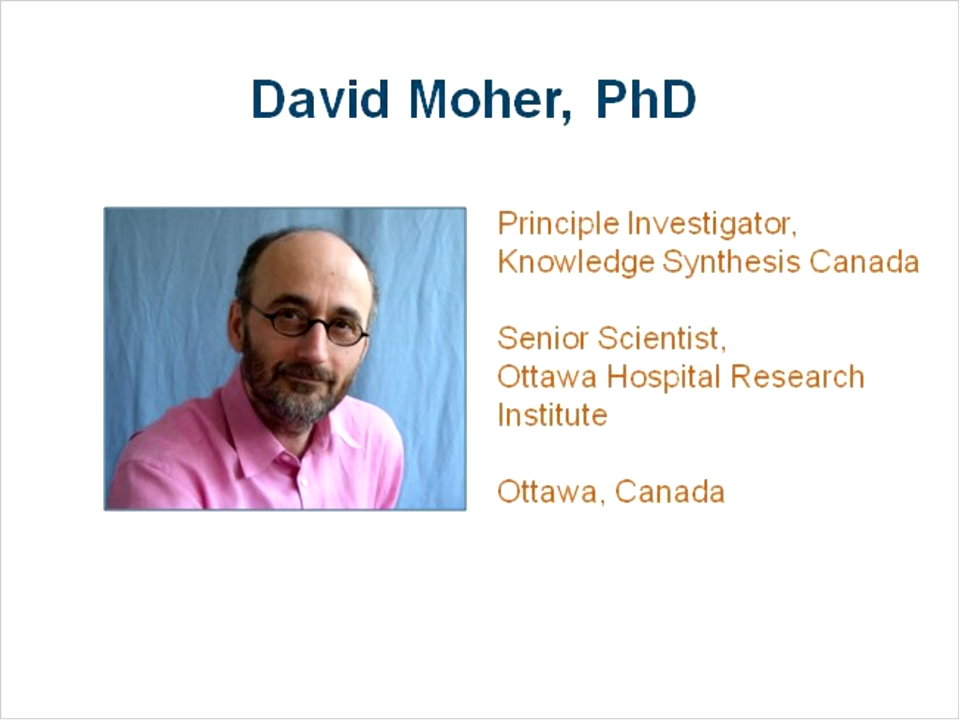 David Moher, PhD
Principle Investigator,
Knowledge Synthesis Canada
Senior Scientist,
Ottawa Hospital Research
Institute
Ottawa, Canada